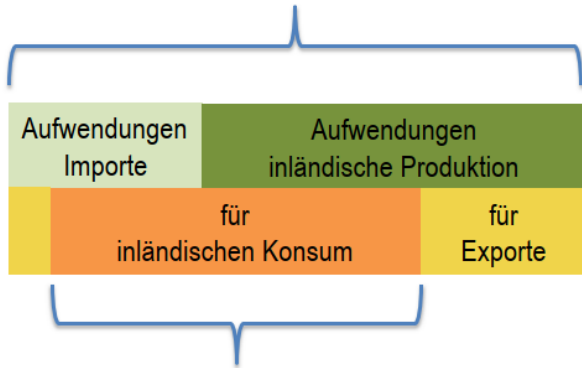 Aufwendungen
Importe
Aufwendungen
inländische Produktion
für
inländischen Konsum
für
Exporte